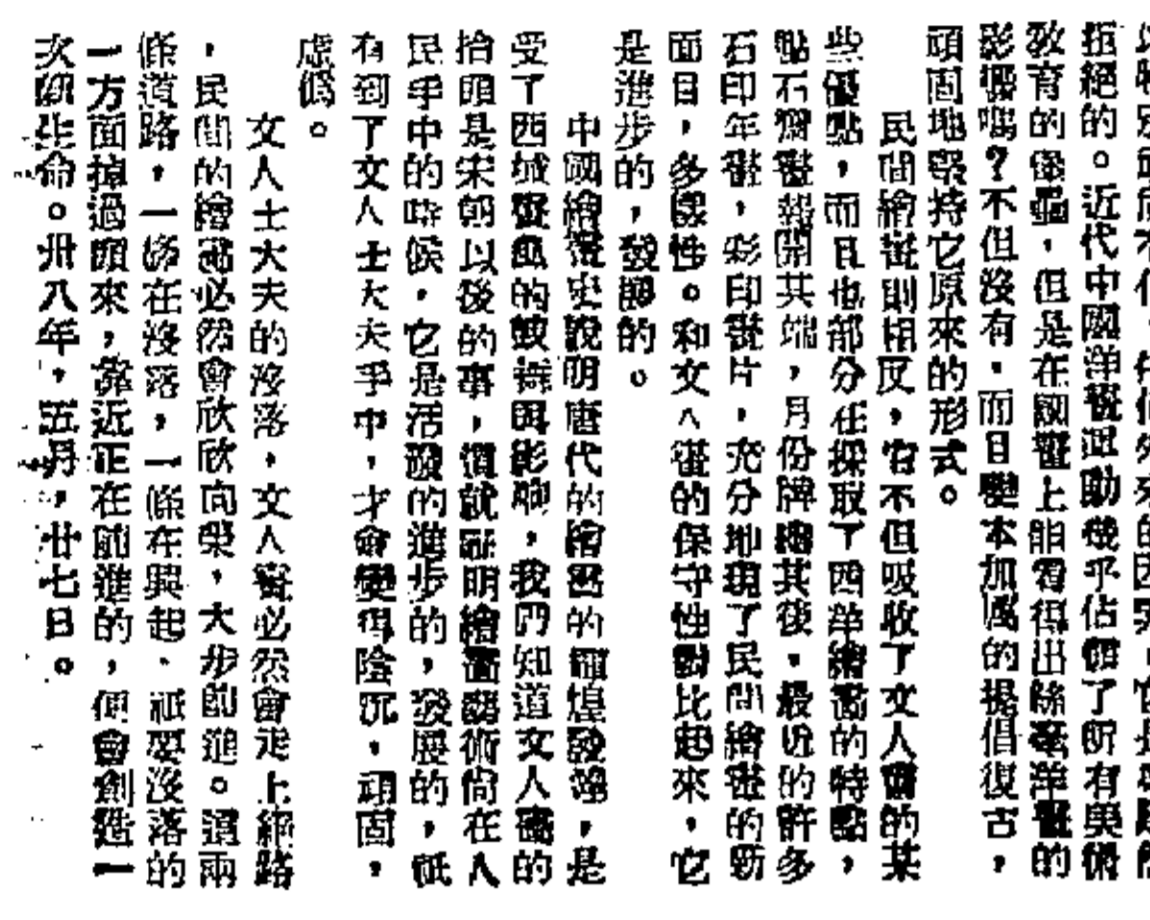 拒絕的。近代中國洋畫運動幾乎佔領了所有美術
教育的堡壘,但是在國畫上能看得出絲毫洋畫的
影響嗎?不但沒有,而且變本加厲的提倡復古,
頑固地堅持它原來的形式。
民間繪畫則相反,它不但吸收了文人畫的某
些優點,而且也部分在採取了西洋繪畫的特點,
點石齋畫報開其端,月份牌繼其後,最近的許多
石印年畫,彩印畫片,充分地現了民間繪畫的新
面目,多樣性。和文人畫的保守性對比起來,它
是進步的,發展的。
中國繪畫史說明唐代的繪畫的輝煌發端,是
受了西域畫風的鼓蕩與影响,我們知道文人畫的
抬頭是宋朝以後的事,這就証明繪畫藝術尚在人
民手中的時候,它是活潑的進步的,發展的,祇
有到了文人士大夫手中,才會變得陰沉,頑固,
虛僞。
文人士大夫的沒落,文人畫必然會走上絕路
,民間的繪畫必然會欣欣向榮,大步前進。這兩
條道路,一條在沒落,一條在興起,祇要沒落的
一方面掉過頭來,靠近正在前進的,便會創造一
次新生命。卅八年,五月,廿七日。